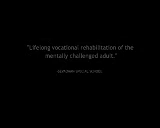 "Lifelong vocational rehabilitation of the
mentally challenged adult."